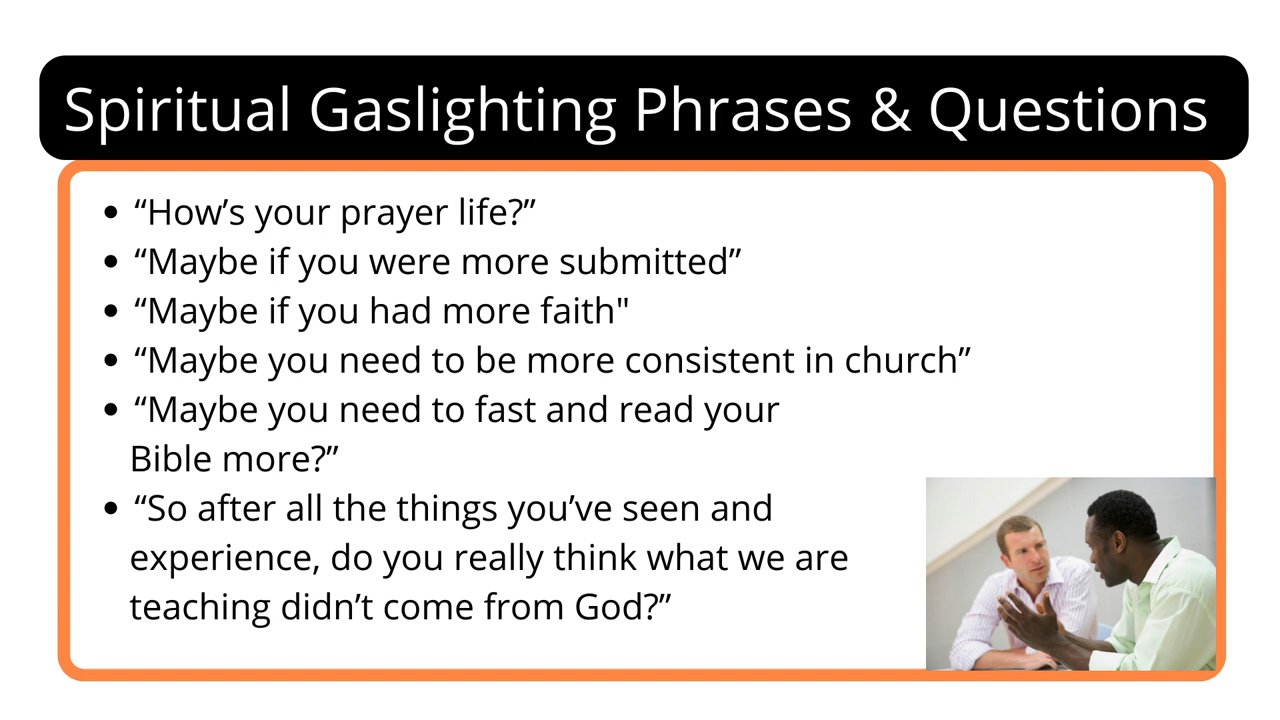 Spiritual Gaslighting Phrases & Questions
• “How’s your prayer life?”
• “Maybe if you were more submitted”
• “Maybe if you had more faith"
• “Maybe you need to be more consistent in church”
• “Maybe you need to fast and read your
Bible more?”
• “So after all the things you’ve seen and
experience, do you really think what we are
teaching didn’t come from God?”